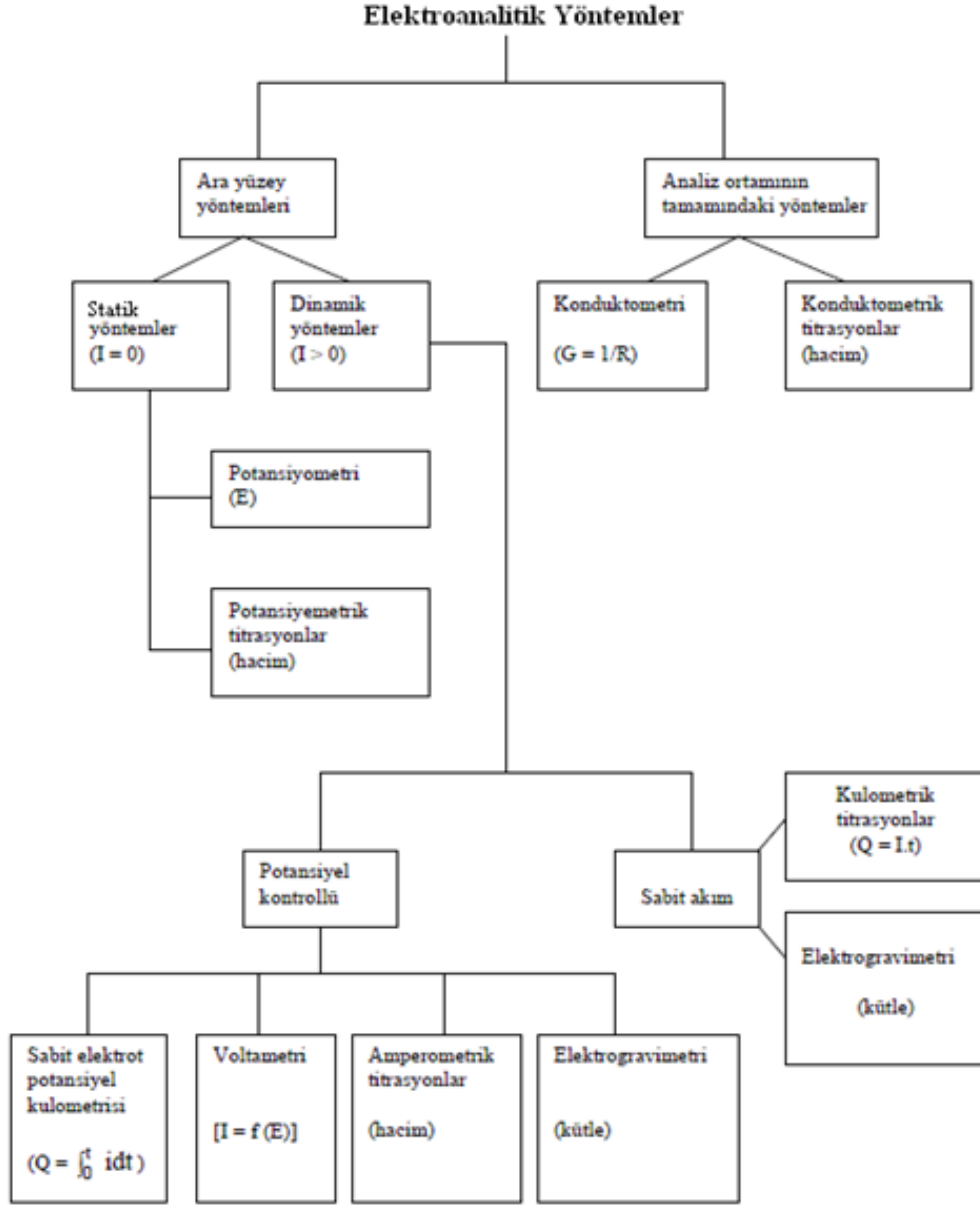 Elektroanalitik Yöntemler
Ara yüzey
yöntemleri
Analiz ortamının
tamamındaki yöntemler
Statik
yöntemler
(I = 0)
Dinamik
yöntemler
(I > 0)
Konduktometri
(G = 1/R)
Konduktometrik
titrasyonlar
(hacim)
Potansiyometri
(E)
Potansiyemetrik
titrasyonlar
(hacim)
Kulometrik
titrasyonlar
(Q = I.t)
Potansiyel
kontrollü
Sabit akım
Elektrogravimetri
(kütle)
Sabit elektrot
potansiyel
kulometrisi
(Q = ∫₀ᵗ idt )
Voltametri
[I = f (E)]
Amperometrik
titrasyonlar
(hacim)
Elektrogravimetri
(kütle)